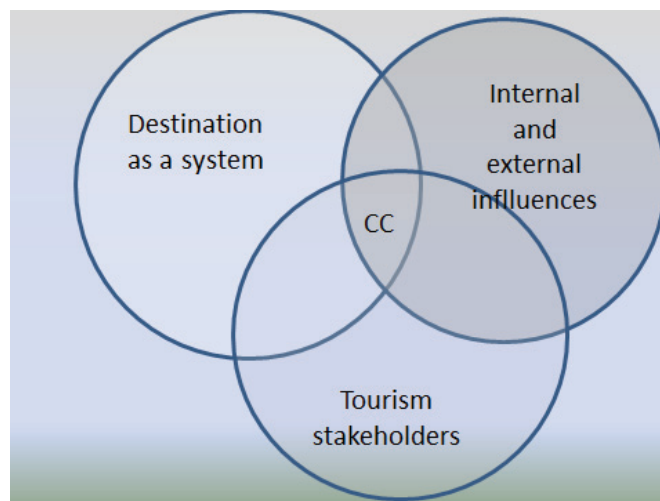 Destination
as a system
Internal
and
external
inflluences
CC
Tourism
stakeholders